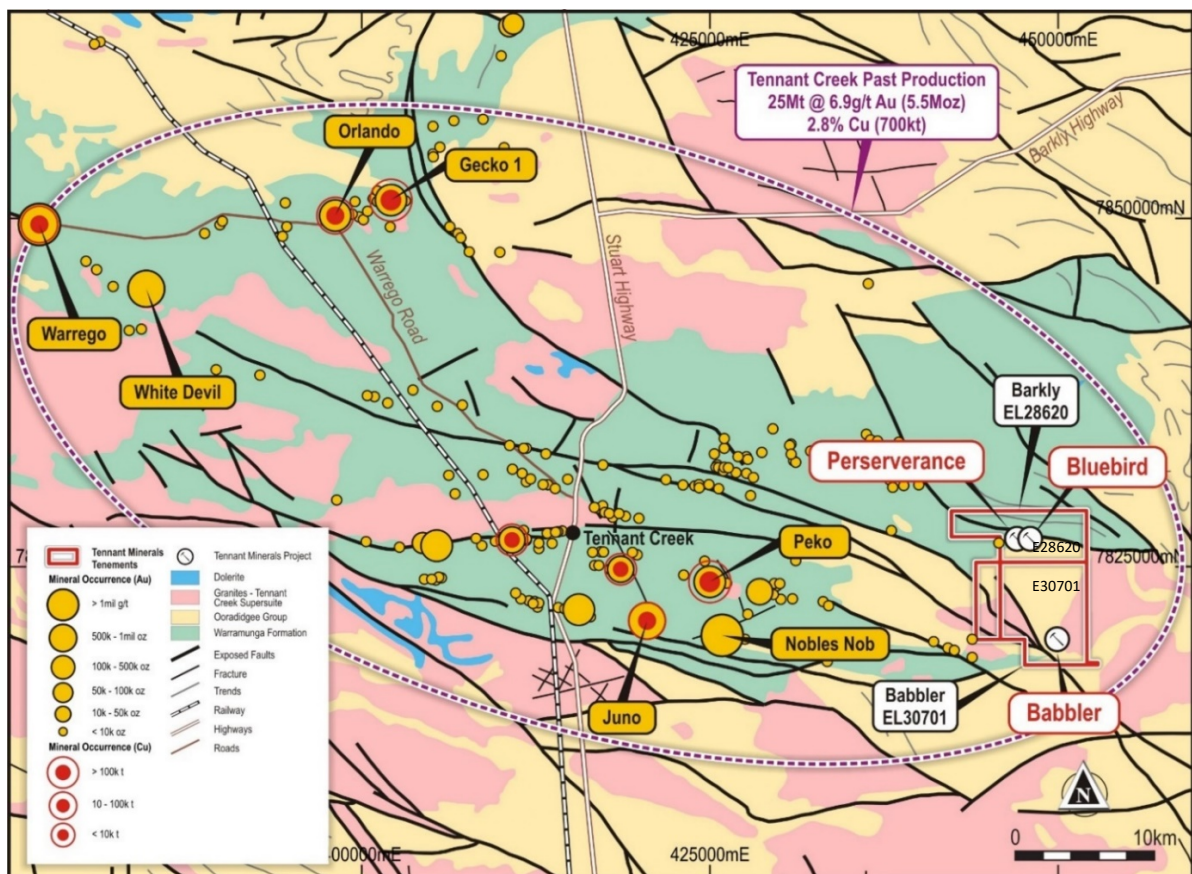 425000mE
450000mE
Tennant Creek Past Production
25Mt @ 6.9g/t Au (5.5Moz)
2.8% Cu (700kt)
Barkly Highway
Orlando
Gecko 1
7850000mN
Stuart Highway
Warrego Road
Warrego
White Devil
Barkly
EL28620
Perserverance
Bluebird
Tennant Creek
Peko
E28620
7825000mN
E30701
Nobles Nob
Juno
Babbler
EL30701
Babbler
Tennant Minerals
Tenements
Mineral Occurrence (Au)
> 1mil g/t
500k - 1mil oz
100k - 500k oz
50k - 100k oz
10k - 50k oz
< 10k oz
Mineral Occurrence (Cu)
> 100k t
10 - 100k t
< 10k t
Tennant Minerals Project
Dolerite
Granites - Tennant
Creek Supersuite
Ooradidgee Group
Warramunga Formation
Exposed Faults
Fracture
Trends
Railway
Highways
Roads
N
0 10km
425000mE